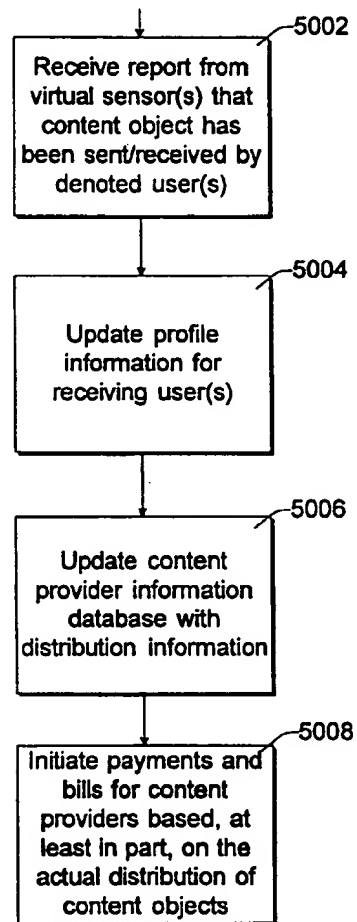 5002
Receive report from
virtual sensor(s) that
content object has
been sent/received by
denoted user(s)
5004
Update profile
information for
receiving user(s)
5006
Update content
provider information
database with
distribution information
5008
Initiate payments and
bills for content
providers based, at
least in part, on the
actual distribution of
content objects